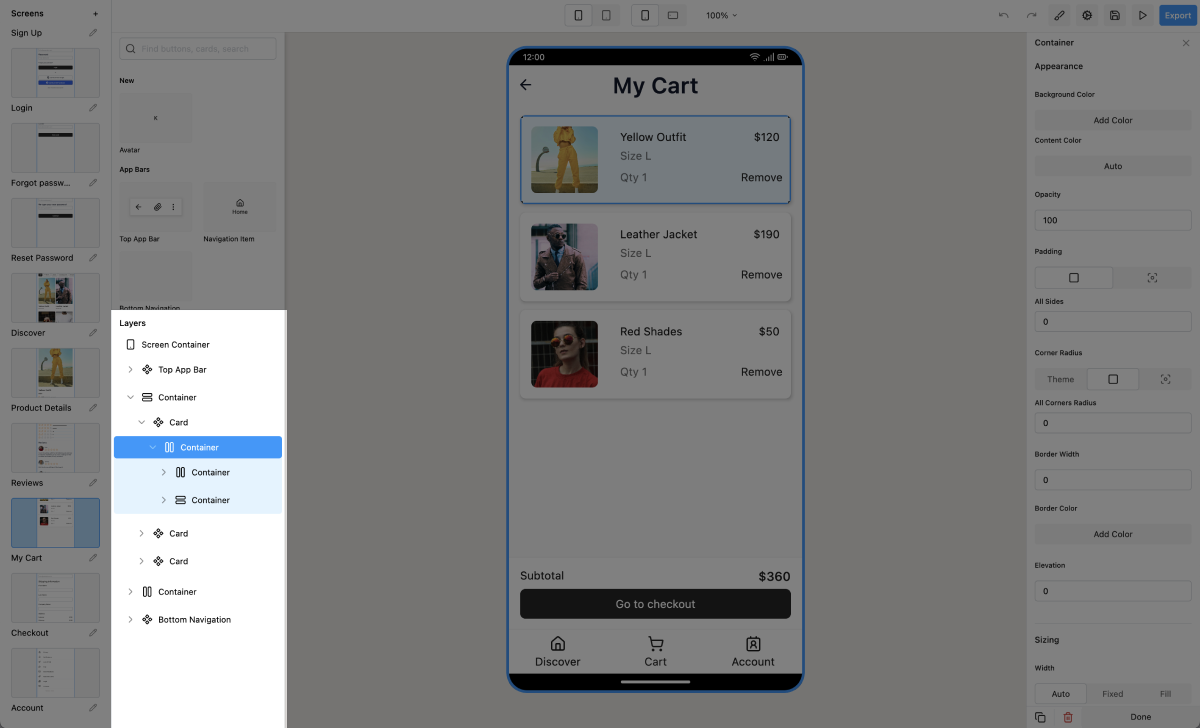 Screens
+
Sign Up
Login
Forgot passw...
Reset Password
Discover
Product Details
Reviews
My Cart
Checkout
Account
Find buttons, cards, search
New
Avatar
App Bars
Home
Top App Bar
Navigation Item
Bottom Navigation
Layers
Screen Container
Top App Bar
Container
Card
Container
Container
Container
Card
Card
Container
Bottom Navigation
100%
Export
12:00
My Cart
Yellow Outfit $120
Size L
Qty 1 Remove
Leather Jacket $190
Size L
Qty 1 Remove
Red Shades $50
Size L
Qty 1 Remove
Subtotal $360
Go to checkout
Discover Cart Account
Container
Appearance
Background Color
Add Color
Content Color
Auto
Opacity
100
Padding
All Sides
0
Corner Radius
Theme
All Corners Radius
0
Border Width
0
Border Color
Add Color
Elevation
0
Sizing
Width
Auto Fixed Fill
Done